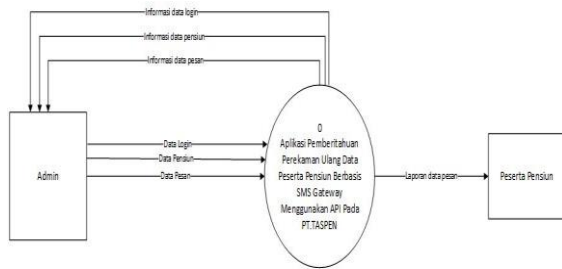 Informasi data login
Informasi data pensiun
Informasi data pesan
Admin
Data Login
Data Pensiun
Data Pesan
0
Aplikasi Pemberitahuan
Perekaman Ulang Data
Peserta Pensiun Berbasis
SMS Gateway
Menggunakan API Pada
PT.TASPEN
Laporan data pesan
Peserta Pensiun